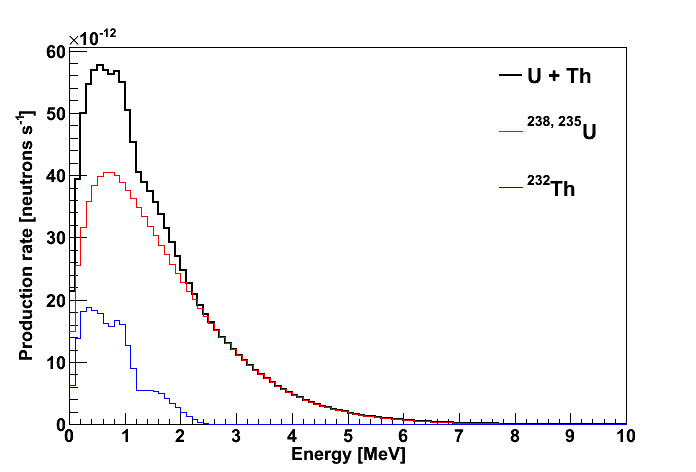 ×10⁻¹²
Production rate [neutrons s⁻¹]
60
50
40
30
20
10
0
U + Th
²³⁸, ²³⁵U
²³²Th
0 1 2 3 4 5 6 7 8 9 10
Energy [MeV]